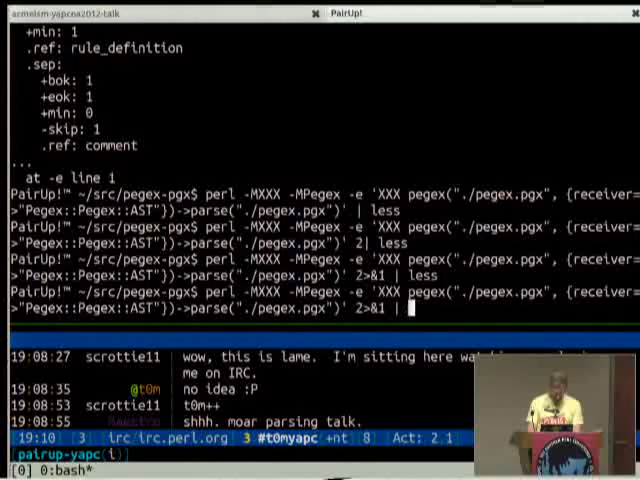 armeism-yapcna2012-talk
PairUp!
+min: 1
.ref: rule_definition
.sep:
+bok: 1
+eok: 1
+min: 0
-skip: 1
.ref: comment
...
at -e line 1
PairUp!™ ~/src/pegex-pgx$ perl -MXXX -MPegex -e 'XXX pegex("./pegex.pgx", {receiver=
>"Pegex::Pegex::AST"})->parse("./pegex.pgx")' | less
PairUp!™ ~/src/pegex-pgx$ perl -MXXX -MPegex -e 'XXX pegex("./pegex.pgx", {receiver=
>"Pegex::Pegex::AST"})->parse("./pegex.pgx")' 2| less
PairUp!™ ~/src/pegex-pgx$ perl -MXXX -MPegex -e 'XXX pegex("./pegex.pgx", {receiver=
>"Pegex::Pegex::AST"})->parse("./pegex.pgx")' 2>&1 | less
PairUp!™ ~/src/pegex-pgx$ perl -MXXX -MPegex -e 'XXX pegex("./pegex.pgx", {receiver=
>"Pegex::Pegex::AST"})->parse("./pegex.pgx")' 2>&1 |
19:08:27 scrottie11 wow, this is lame. I'm sitting here
me on IRC.
19:08:35 @t0m no idea :P
19:08:53 scrottie11 t0m++
19:08:55 shhh. moar parsing talk.
19:10 3 irc/irc.perl.org 3 #t0myapc +nt 8 Act: 2 1
[pairup-yapc(i)]
[0] 0:bash*